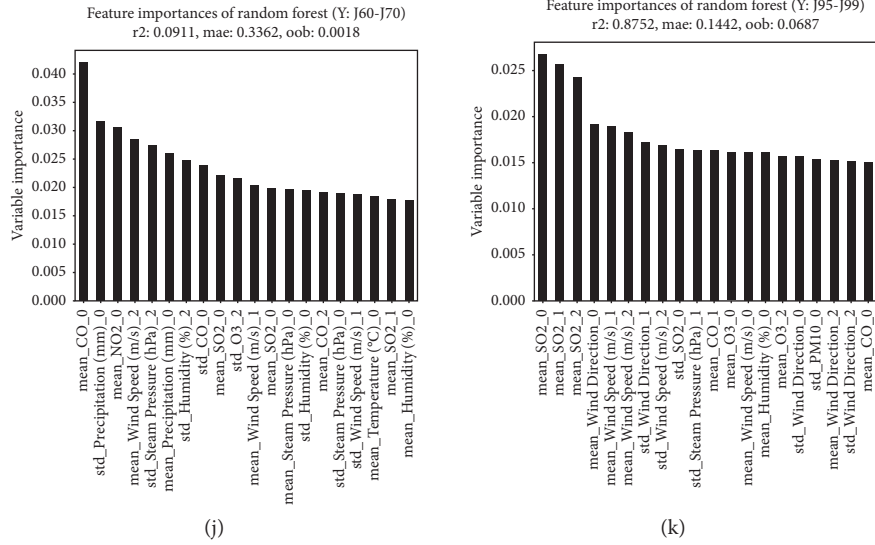 Feature importances of random forest (Y: J60-J70)
r2: 0.0911, mae: 0.3362, oob: 0.0018
Variable importance
0.040
0.035
0.030
0.025
0.020
0.015
0.010
0.005
0.000
mean_CO_0
std_Precipitation (mm)_0
mean_NO2_0
mean_Wind Speed (m/s)_2
std_Steam Pressure (hPa)_2
mean_Precipitation (mm)_0
std_Humidity (%)_2
std_CO_0
mean_SO2_0
std_O3_2
mean_Wind Speed (m/s)_1
mean_SO2_0
mean_Steam Pressure (hPa)_0
std_Humidity (%)_0
mean_CO_2
std_Steam Pressure (hPa)_0
std_Wind Speed (m/s)_1
mean_Temperature (°C)_0
mean_SO2_1
mean_Humidity (%)_0
(j)
Feature importances of random forest (Y: J95-J99)
r2: 0.8752, mae: 0.1442, oob: 0.0687
Variable importance
0.025
0.020
0.015
0.010
0.005
0.000
mean_SO2_0
mean_SO2_1
mean_SO2_2
mean_Wind Direction_0
mean_Wind Speed (m/s)_1
mean_Wind Speed (m/s)_2
std_Wind Direction_1
std_Wind Speed (m/s)_2
std_SO2_0
std_Steam Pressure (hPa)_1
mean_CO_1
mean_O3_0
mean_Wind Speed (m/s)_0
mean_Humidity (%)_0
mean_O3_2
std_Wind Direction_0
std_PM10_0
mean_Wind Direction_2
std_Wind Direction_2
mean_CO_0
(k)